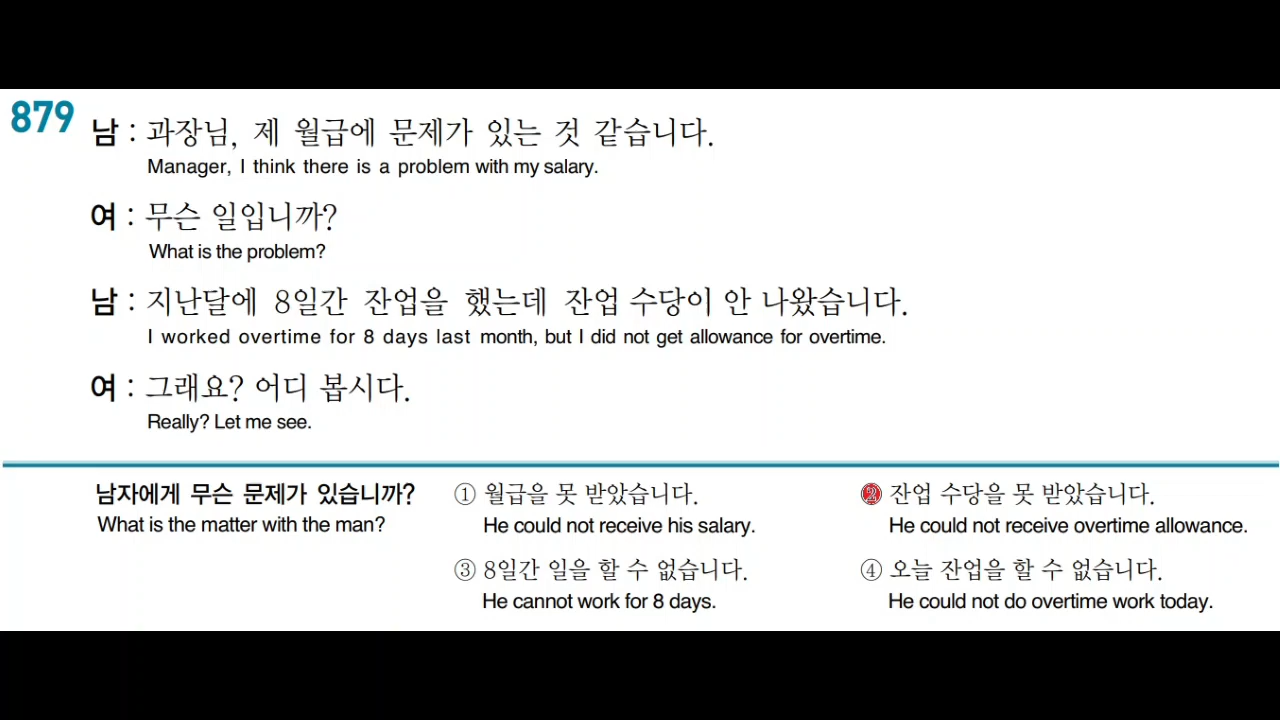 879
남 : 과장님, 제 월급에 문제가 있는 것 같습니다.
Manager, I think there is a problem with my salary.
여 : 무슨 일입니까?
What is the problem?
남 : 지난달에 8일간 잔업을 했는데 잔업 수당이 안 나왔습니다.
I worked overtime for 8 days last month, but I did not get allowance for overtime.
여 : 그래요? 어디 봅시다.
Really? Let me see.
남자에게 무슨 문제가 있습니까?
What is the matter with the man?
① 월급을 못 받았습니다.
He could not receive his salary.
② 잔업 수당을 못 받았습니다.
He could not receive overtime allowance.
③ 8일간 일을 할 수 없습니다.
He cannot work for 8 days.
④ 오늘 잔업을 할 수 없습니다.
He could not do overtime work today.